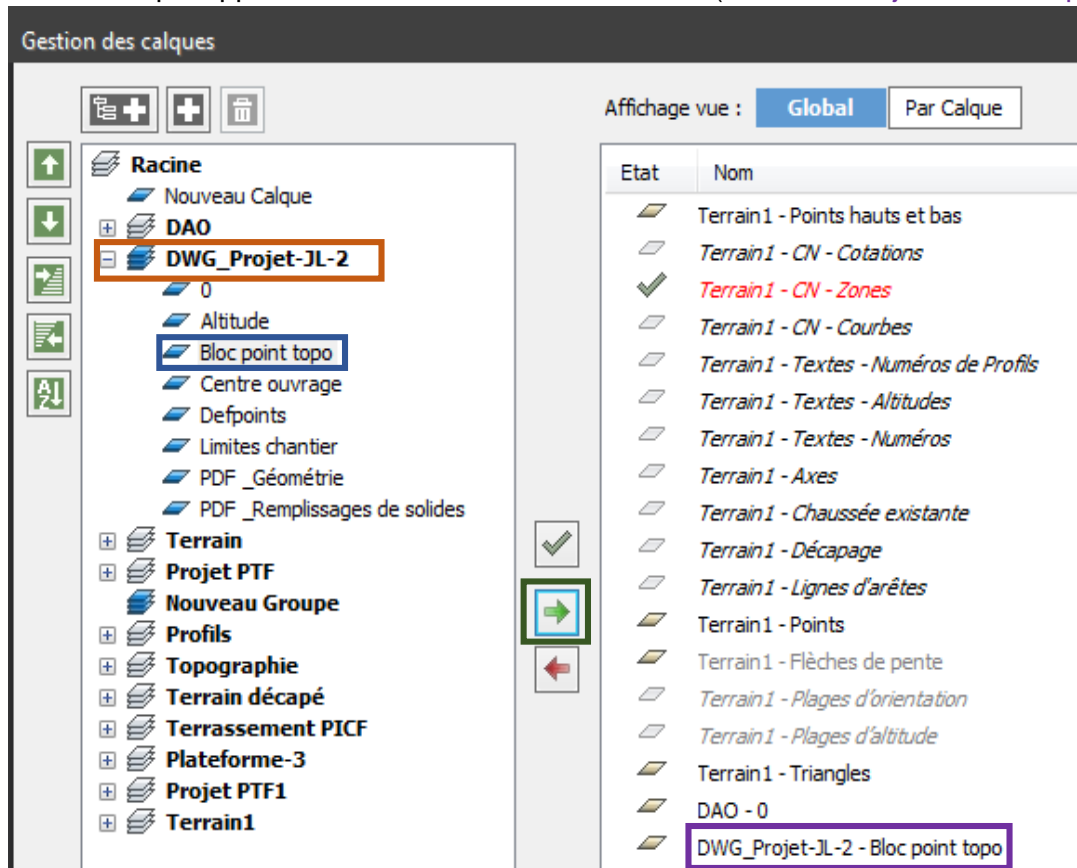 Gestion des calques
Affichage vue : Global Par Calque
Racine
Nouveau Calque
DAO
DWG_Projet-JL-2
0
Altitude
Bloc point topo
Centre ouvrage
Defpoints
Limites chantier
PDF _Géométrie
PDF _Remplissages de solides
Terrain
Projet PTF
Nouveau Groupe
Profils
Topographie
Terrain décapé
Terrassement PICF
Plateforme-3
Projet PTF1
Terrain1
Etat Nom
Terrain1 - Points hauts et bas
Terrain1 - CN - Cotations
Terrain1 - CN - Zones
Terrain1 - CN - Courbes
Terrain1 - Textes - Numéros de Profils
Terrain1 - Textes - Altitudes
Terrain1 - Textes - Numéros
Terrain1 - Axes
Terrain1 - Chaussée existante
Terrain1 - Décapage
Terrain1 - Lignes d'arêtes
Terrain1 - Points
Terrain1 - Flèches de pente
Terrain1 - Plages d'orientation
Terrain1 - Plages d'altitude
Terrain1 - Triangles
DAO - 0
DWG_Projet-JL-2 - Bloc point topo